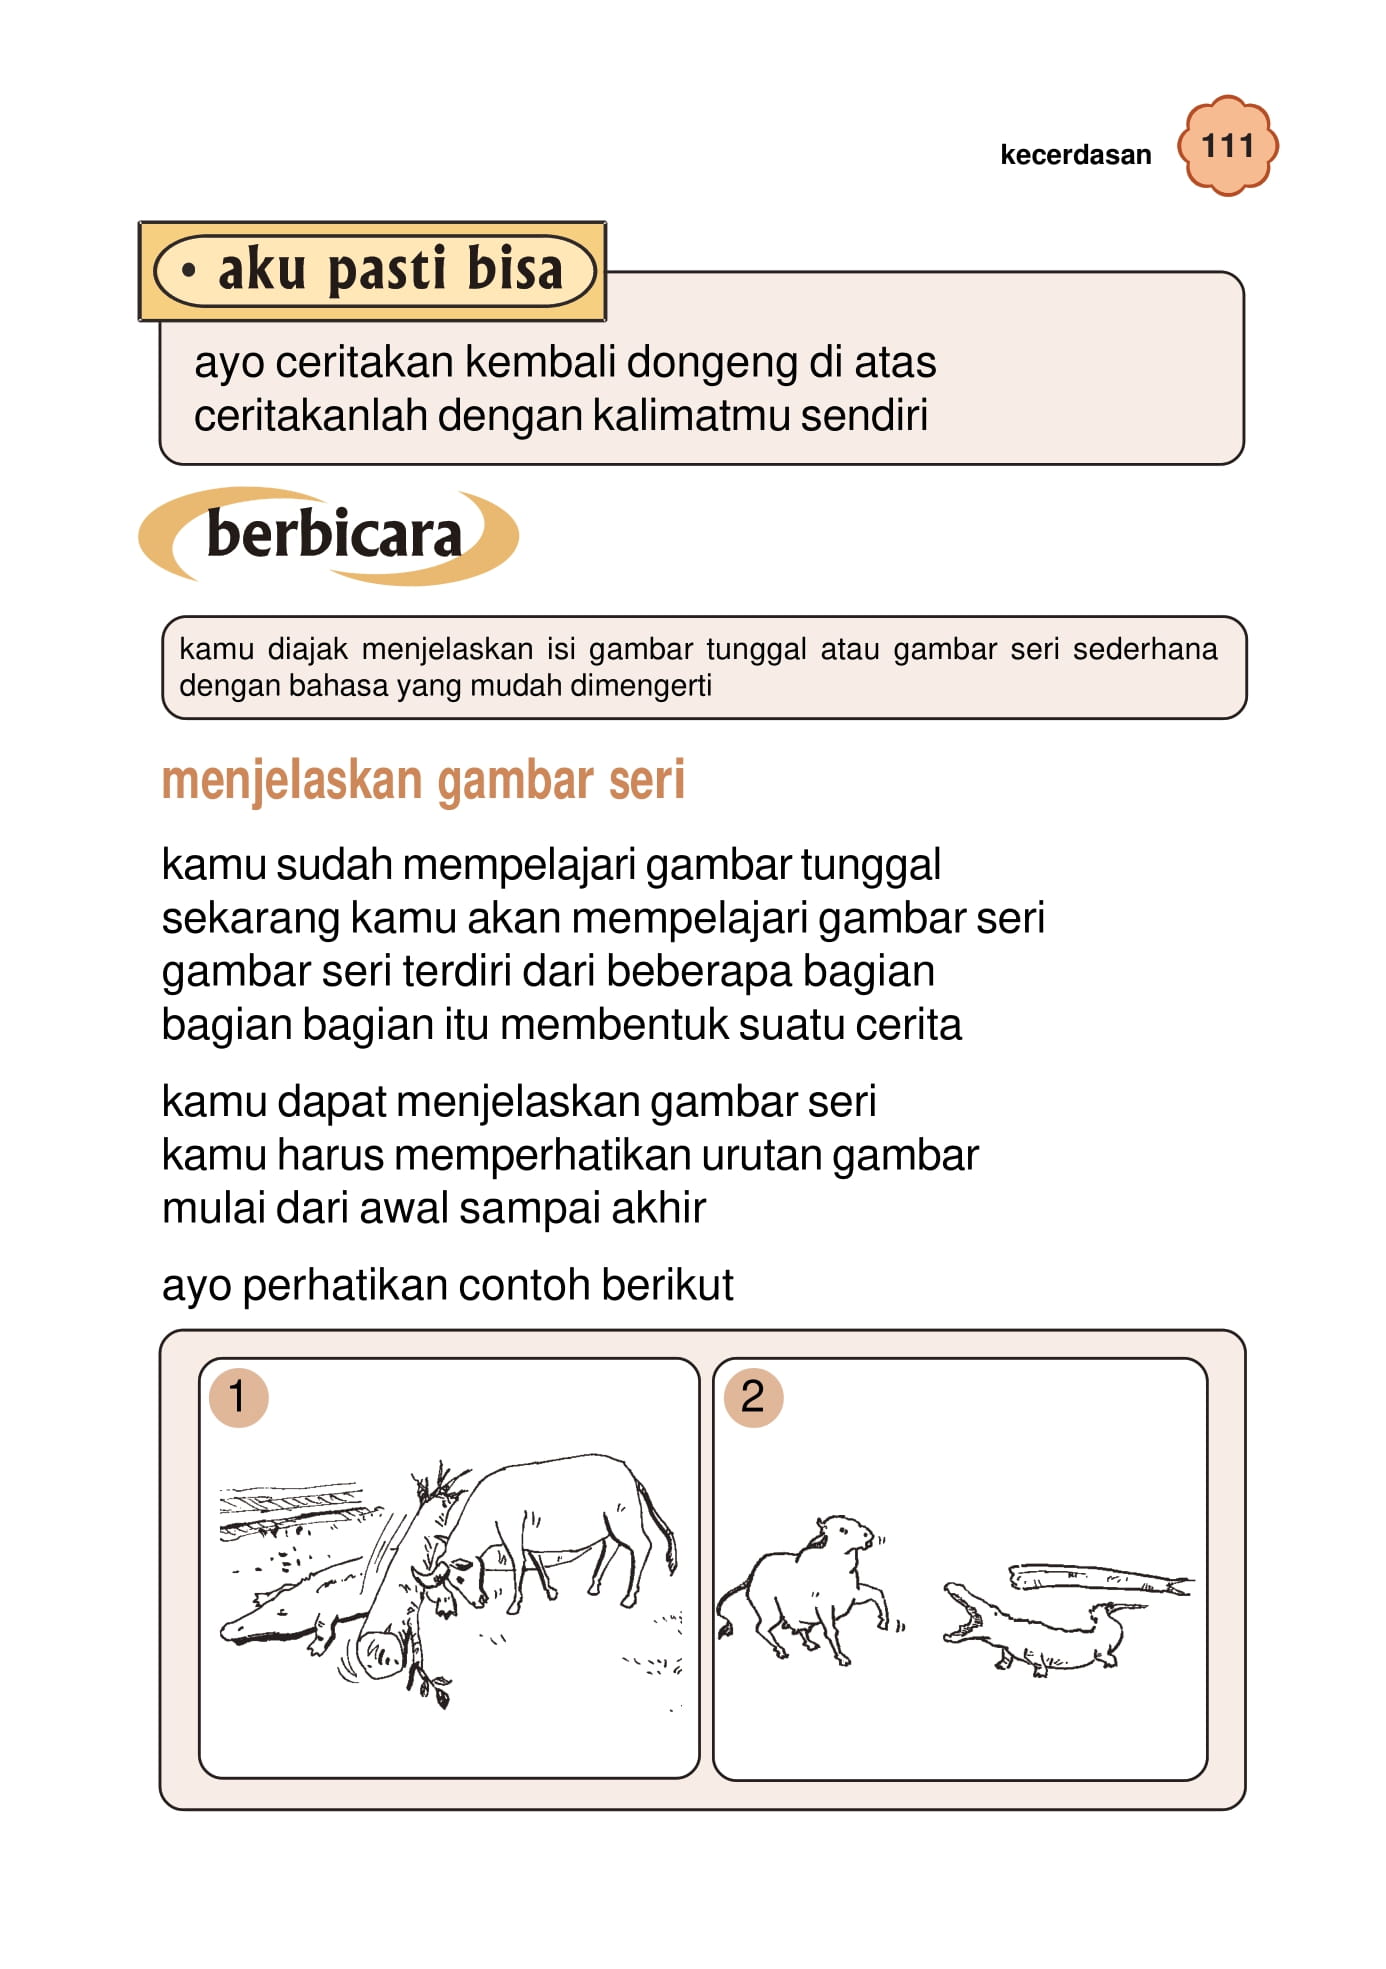 kecerdasan 111
• aku pasti bisa
ayo ceritakan kembali dongeng di atas
ceritakanlah dengan kalimatmu sendiri
berbicara
kamu diajak menjelaskan isi gambar tunggal atau gambar seri sederhana
dengan bahasa yang mudah dimengerti
menjelaskan gambar seri
kamu sudah mempelajari gambar tunggal
sekarang kamu akan mempelajari gambar seri
gambar seri terdiri dari beberapa bagian
bagian bagian itu membentuk suatu cerita
kamu dapat menjelaskan gambar seri
kamu harus memperhatikan urutan gambar
mulai dari awal sampai akhir
ayo perhatikan contoh berikut
1
2